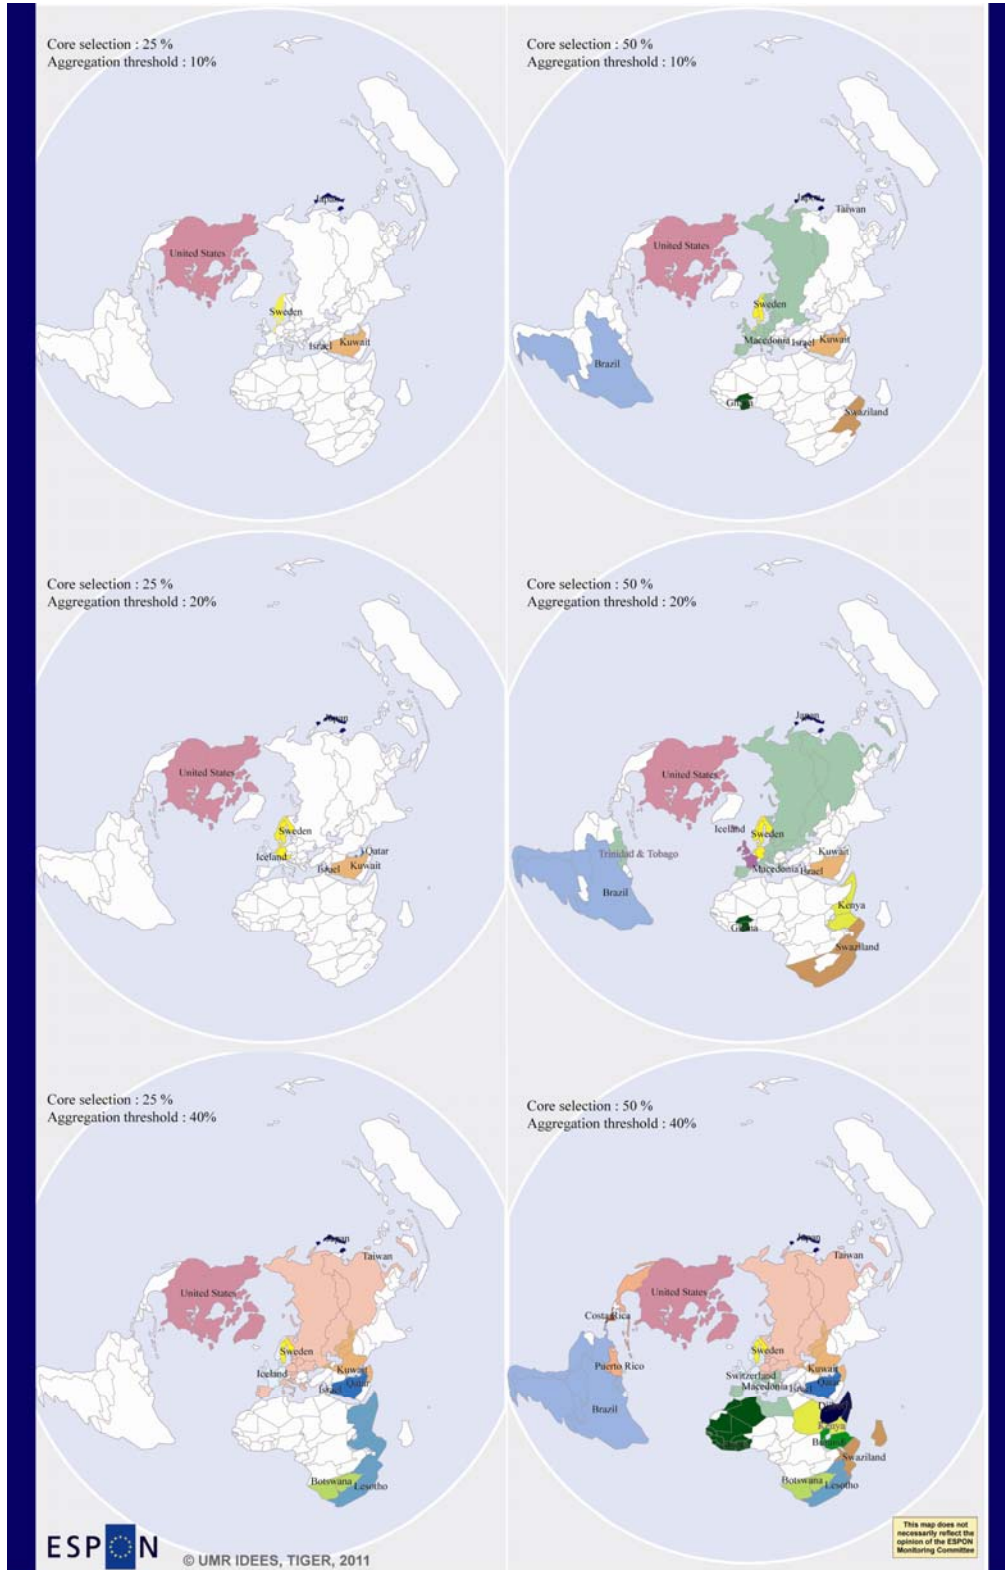 Core selection : 25 %
Aggregation threshold : 10%
Japan
United States
Sweden
Israel
Kuwait
Core selection : 50 %
Aggregation threshold : 10%
Japan
Taiwan
United States
Sweden
Macedonia
Israel
Kuwait
Brazil
Swaziland
Core selection : 25 %
Aggregation threshold : 20%
Japan
United States
Sweden
Iceland
Qatar
Israel
Kuwait
Core selection : 50 %
Aggregation threshold : 20%
Japan
United States
Iceland
Sweden
Kuwait
Trinidad & Tobago
Macedonia
Israel
Brazil
Kenya
Swaziland
Core selection : 25 %
Aggregation threshold : 40%
Japan
Taiwan
United States
Sweden
Iceland
Kuwait
Israel
Qatar
Botswana
Lesotho
Core selection : 50 %
Aggregation threshold : 40%
Japan
Taiwan
United States
Costa Rica
Sweden
Puerto Rico
Switzerland
Kuwait
Macedonia
Israel
Qatar
Brazil
Kenya
Swaziland
Botswana
Lesotho
ESPON
© UMR IDEES, TIGER, 2011
This map does not
necessarily reflect the
opinion of the ESPON
Monitoring Committee